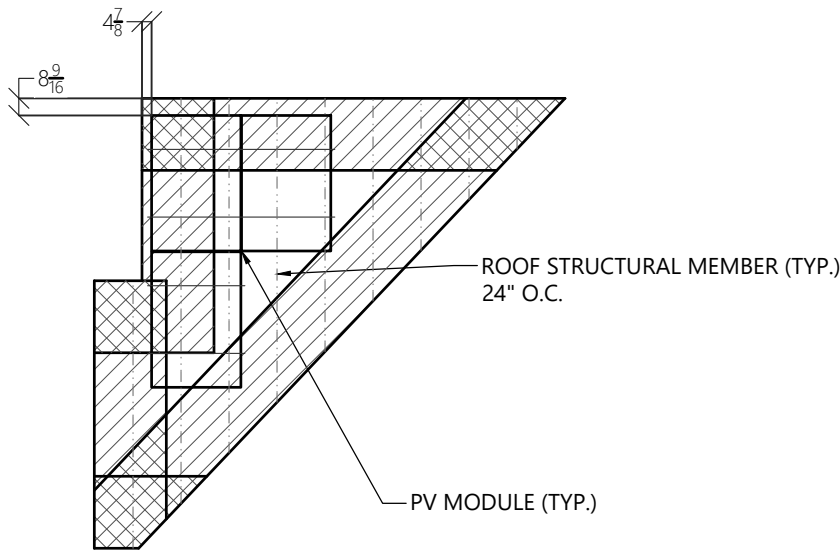 4 7/8
8 9/16
ROOF STRUCTURAL MEMBER (TYP.)
24" O.C.
PV MODULE (TYP.)